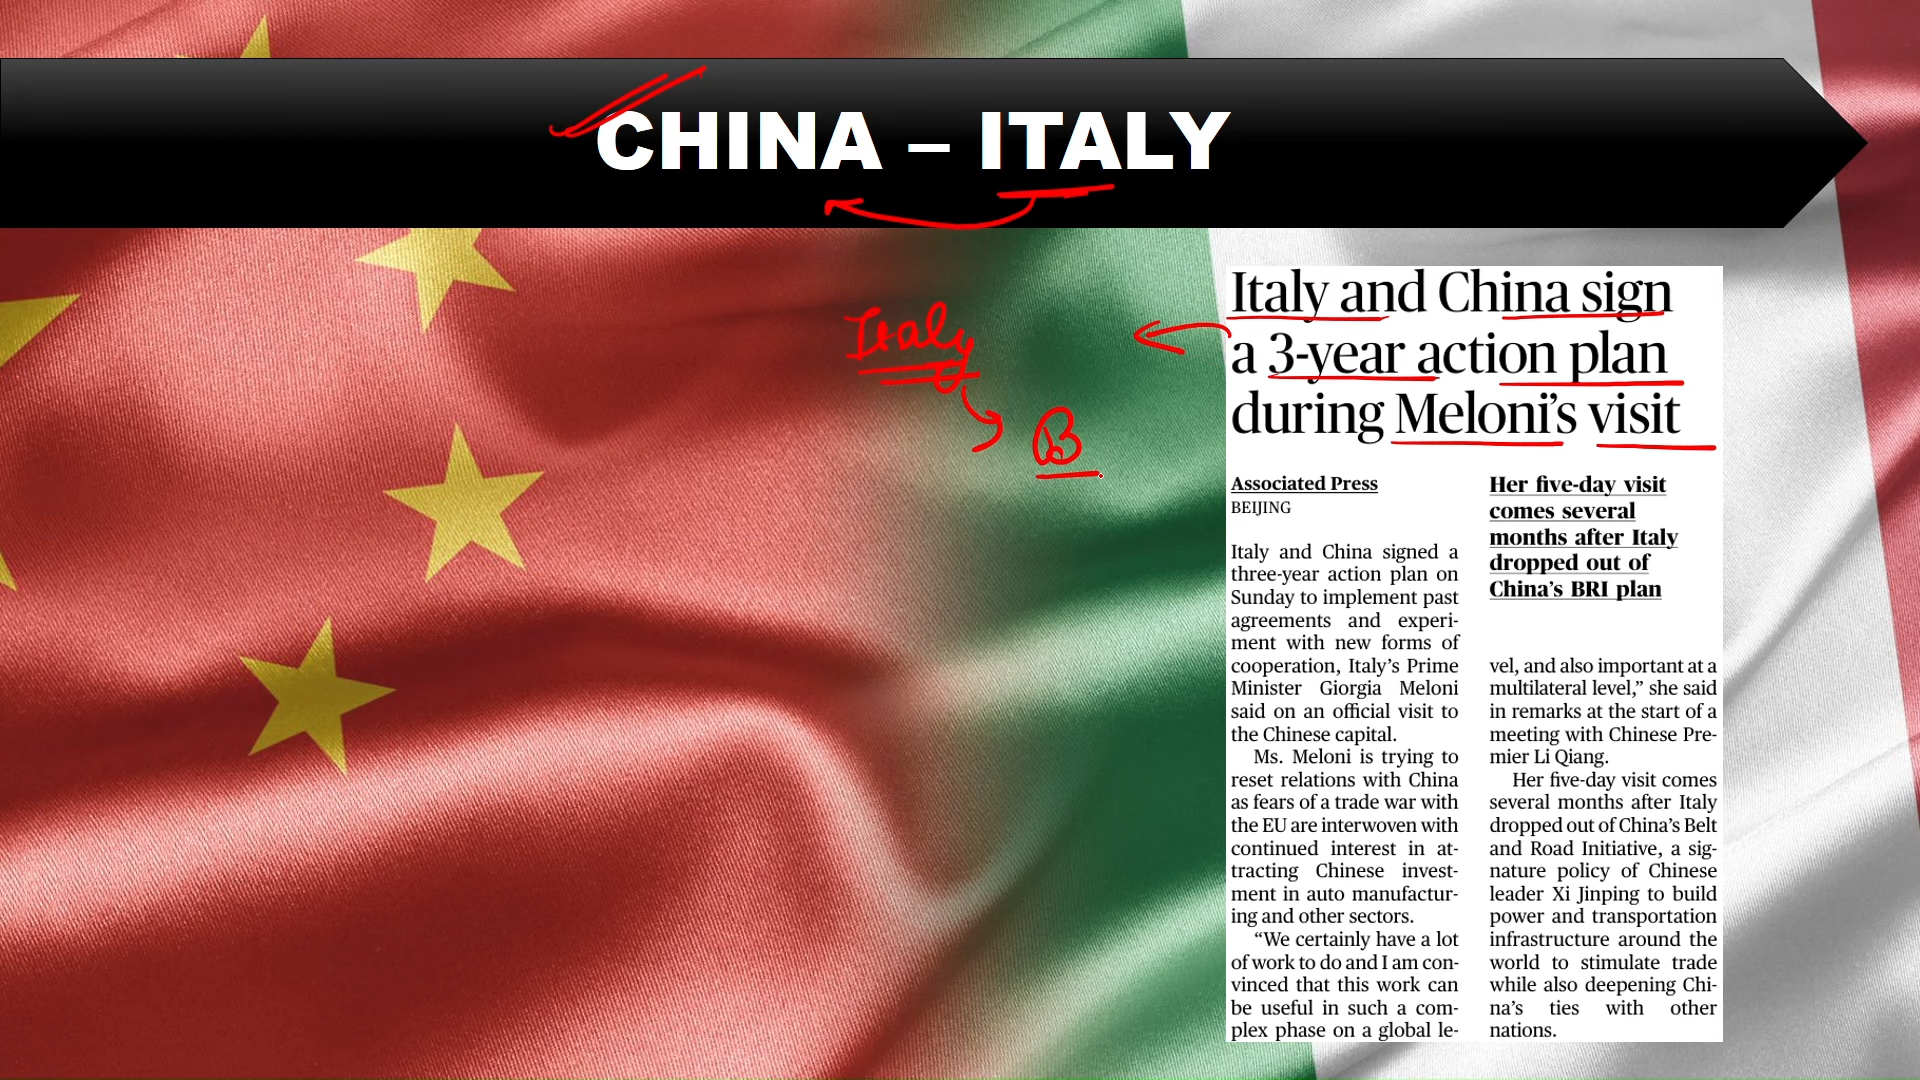 CHINA – ITALY
Italy
B
Italy and China sign
a 3-year action plan
during Meloni’s visit
Associated Press
BEIJING
Italy and China signed a
three-year action plan on
Sunday to implement past
agreements and experi-
ment with new forms of
cooperation, Italy’s Prime
Minister Giorgia Meloni
said on an official visit to
the Chinese capital.
Ms. Meloni is trying to
reset relations with China
as fears of a trade war with
the EU are interwoven with
continued interest in at-
tracting Chinese invest-
ment in auto manufactur-
ing and other sectors.
“We certainly have a lot
of work to do and I am con-
vinced that this work can
be useful in such a com-
plex phase on a global le-
Her five-day visit
comes several
months after Italy
dropped out of
China’s BRI plan
vel, and also important at a
multilateral level,” she said
in remarks at the start of a
meeting with Chinese Pre-
mier Li Qiang.
Her five-day visit comes
several months after Italy
dropped out of China’s Belt
and Road Initiative, a sig-
nature policy of Chinese
leader Xi Jinping to build
power and transportation
infrastructure around the
world to stimulate trade
while also deepening Chi-
na’s ties with other
nations.